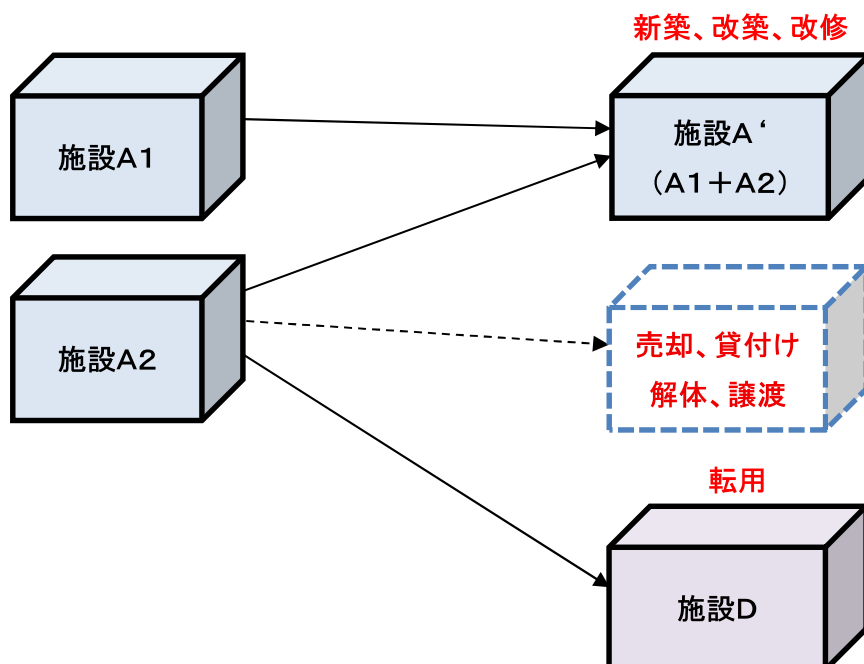 新築、改築、改修
施設A1
施設A‘
（A1＋A2）
施設A2
売却、貸付け
解体、譲渡
転用
施設D